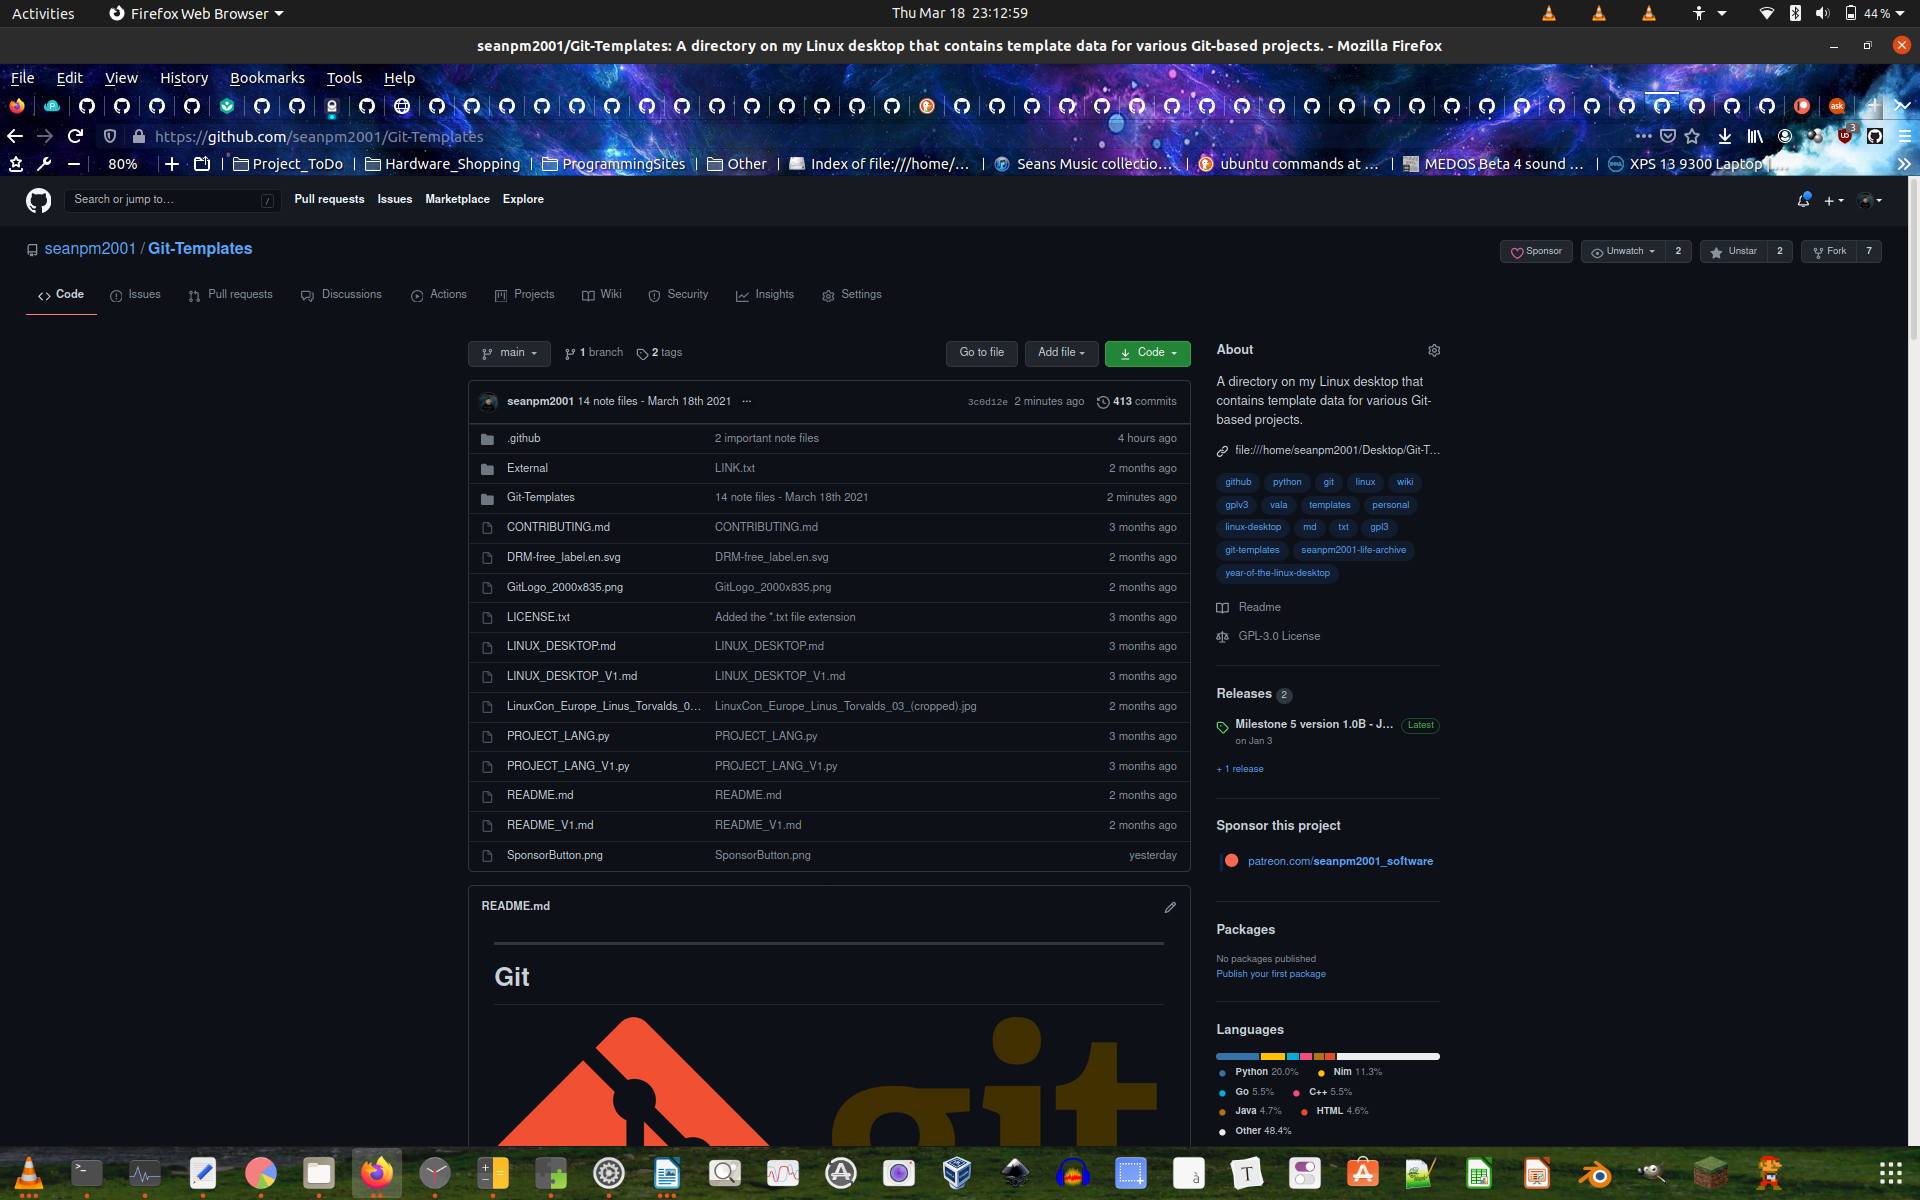 Activities
Firefox Web Browser
Thu Mar 18 23:12:59
44 %
seanpm2001/Git-Templates: A directory on my Linux desktop that contains template data for various Git-based projects. - Mozilla Firefox
File Edit View History Bookmarks Tools Help
https://github.com/seanpm2001/Git-Templates
3
80%
Project_ToDo
Hardware_Shopping
ProgrammingSites
Other
Index of file:///home/...
Seans Music collectio...
ubuntu commands at ...
MEDOS Beta 4 sound ...
XPS 13 9300 Laptop
Search or jump to...
/
Pull requests Issues Marketplace Explore
seanpm2001 / Git-Templates
Sponsor
Unwatch 2
Unstar 2
Fork 7
Code Issues Pull requests Discussions Actions Projects Wiki Security Insights Settings
main
1 branch
2 tags
Go to file
Add file
Code
seanpm2001 14 note files - March 18th 2021 ...
3c0d12e 2 minutes ago 413 commits
.github 2 important note files 4 hours ago
External LINK.txt 2 months ago
Git-Templates 14 note files - March 18th 2021 2 minutes ago
CONTRIBUTING.md CONTRIBUTING.md 3 months ago
DRM-free_label.en.svg DRM-free_label.en.svg 2 months ago
GitLogo_2000x835.png GitLogo_2000x835.png 2 months ago
LICENSE.txt Added the *.txt file extension 3 months ago
LINUX_DESKTOP.md LINUX_DESKTOP.md 3 months ago
LINUX_DESKTOP_V1.md LINUX_DESKTOP_V1.md 3 months ago
LinuxCon_Europe_Linus_Torvalds_0... LinuxCon_Europe_Linus_Torvalds_03_(cropped).jpg 2 months ago
PROJECT_LANG.py PROJECT_LANG.py 3 months ago
PROJECT_LANG_V1.py PROJECT_LANG_V1.py 3 months ago
README.md README.md 2 months ago
README_V1.md README_V1.md 2 months ago
SponsorButton.png SponsorButton.png yesterday
README.md
Git
git
About
A directory on my Linux desktop that
contains template data for various Git-
based projects.
file:///home/seanpm2001/Desktop/Git-T...
github python git linux wiki
gplv3 vala templates personal
linux-desktop md txt gpl3
git-templates seanpm2001-life-archive
year-of-the-linux-desktop
Readme
GPL-3.0 License
Releases 2
Milestone 5 version 1.0B - J... Latest
on Jan 3
+ 1 release
Sponsor this project
patreon.com/seanpm2001_software
Packages
No packages published
Publish your first package
Languages
Python 20.0% Nim 11.3%
Go 5.5% C++ 5.5%
Java 4.7% HTML 4.6%
Other 48.4%